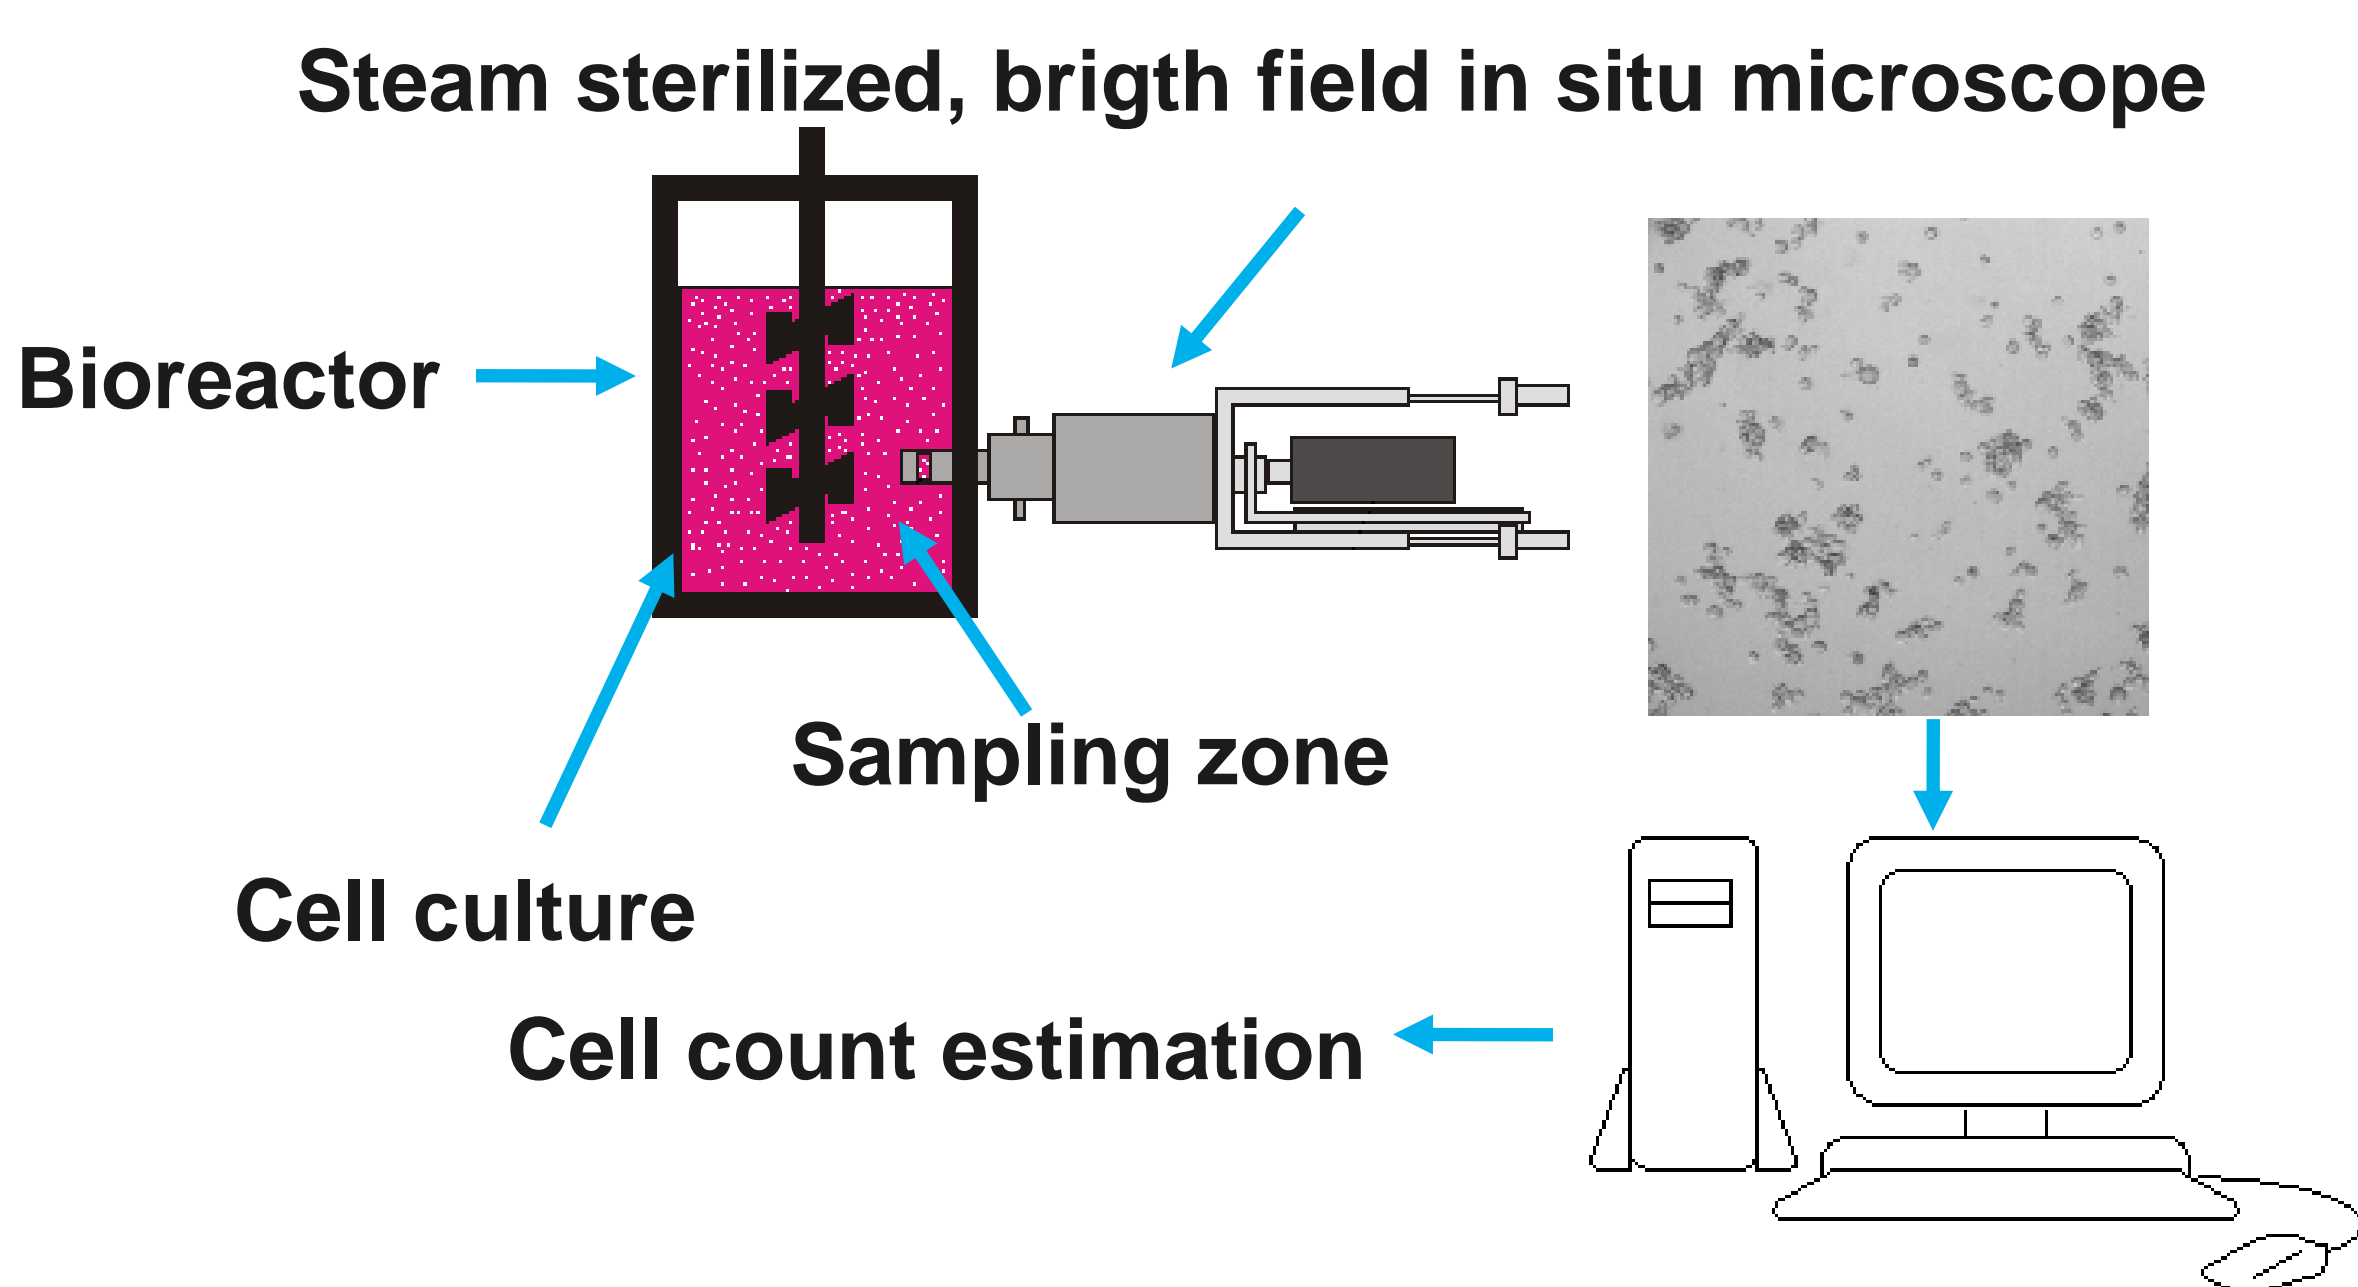 Steam sterilized, brigth field in situ microscope
Bioreactor
Sampling zone
Cell culture
Cell count estimation